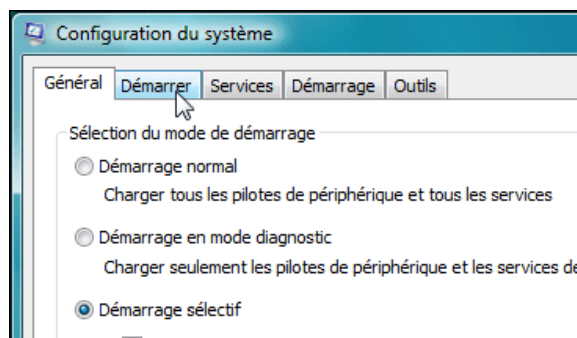 Configuration du système
Général Démarrer Services Démarrage Outils
Sélection du mode de démarrage
Démarrage normal
Charger tous les pilotes de périphérique et tous les services
Démarrage en mode diagnostic
Charger seulement les pilotes de périphérique et les services de
Démarrage sélectif